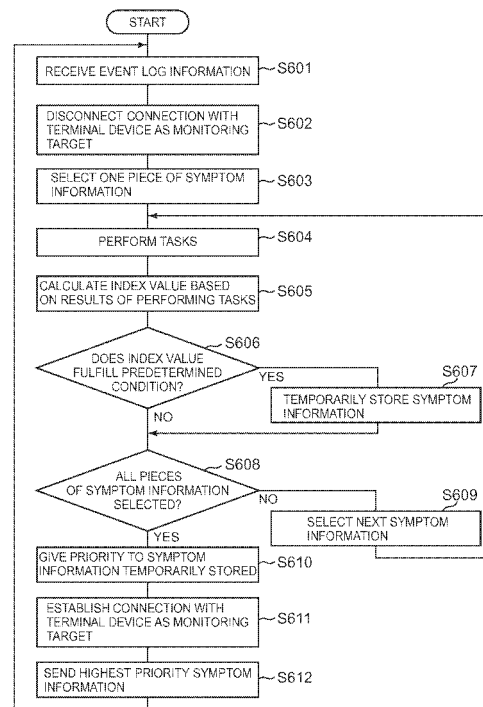 START
RECEIVE EVENT LOG INFORMATION
S601
DISCONNECT CONNECTION WITH
TERMINAL DEVICE AS MONITORING
TARGET
S602
SELECT ONE PIECE OF SYMPTOM
INFORMATION
S603
PERFORM TASKS
S604
CALCULATE INDEX VALUE BASED
ON RESULTS OF PERFORMING TASKS
S605
S606
DOES INDEX VALUE
FULFILL PREDETERMINED
CONDITION?
YES
NO
S607
TEMPORARILY STORE SYMPTOM
INFORMATION
S608
ALL PIECES
OF SYMPTOM INFORMATION
SELECTED?
NO
YES
S609
SELECT NEXT SYMPTOM
INFORMATION
GIVE PRIORITY TO SYMPTOM
INFORMATION TEMPORARILY STORED
S610
ESTABLISH CONNECTION WITH
TERMINAL DEVICE AS MONITORING
TARGET
S611
SEND HIGHEST PRIORITY SYMPTOM
INFORMATION
S612